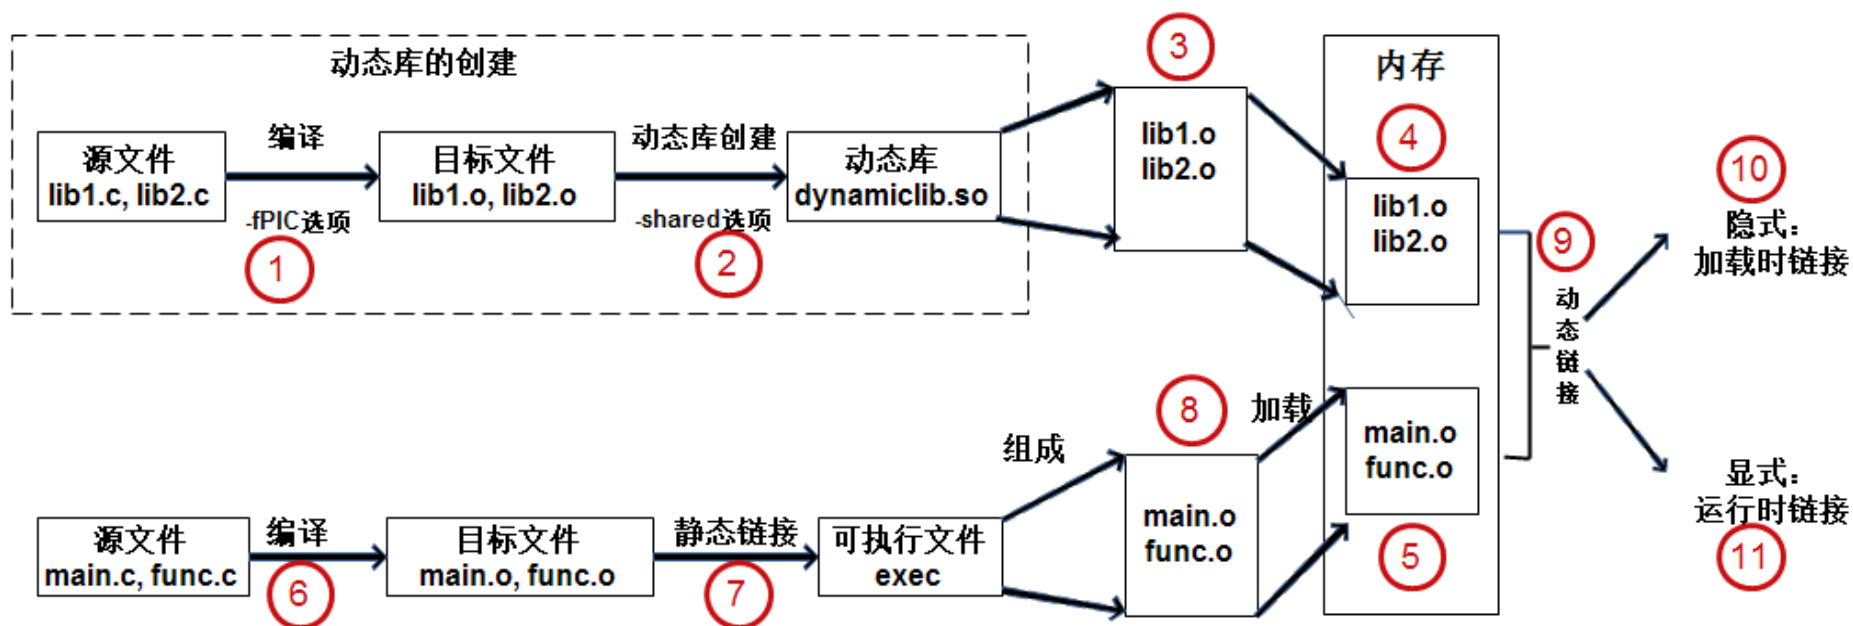 动态库的创建
源文件
lib1.c, lib2.c
编译
-fPIC选项
1
目标文件
lib1.o, lib2.o
动态库创建
-shared选项
2
动态库
dynamiclib.so
3
lib1.o
lib2.o
内存
4
lib1.o
lib2.o
main.o
func.o
5
源文件
main.c, func.c
编译
6
目标文件
main.o, func.o
静态链接
7
可执行文件
exec
组成
8
main.o
func.o
加载
9
动
态
链
接
10
隐式：
加载时链接
显式：
运行时链接
11